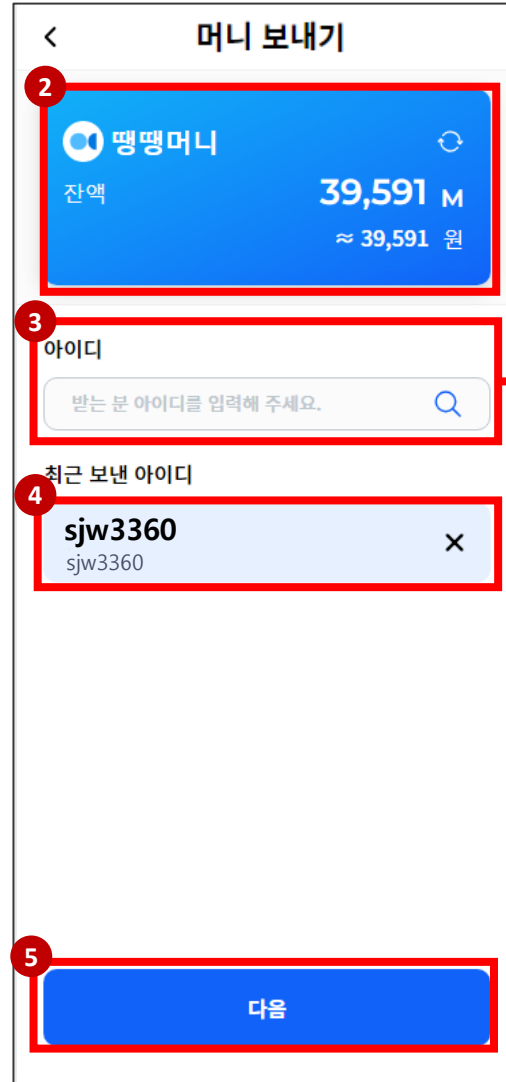 머니 보내기
2
땡땡머니
잔액 39,591 M
≈ 39,591 원
3
아이디
받는 분 아이디를 입력해 주세요.
최근 보낸 아이디
4
sjw3360
sjw3360
5
다음